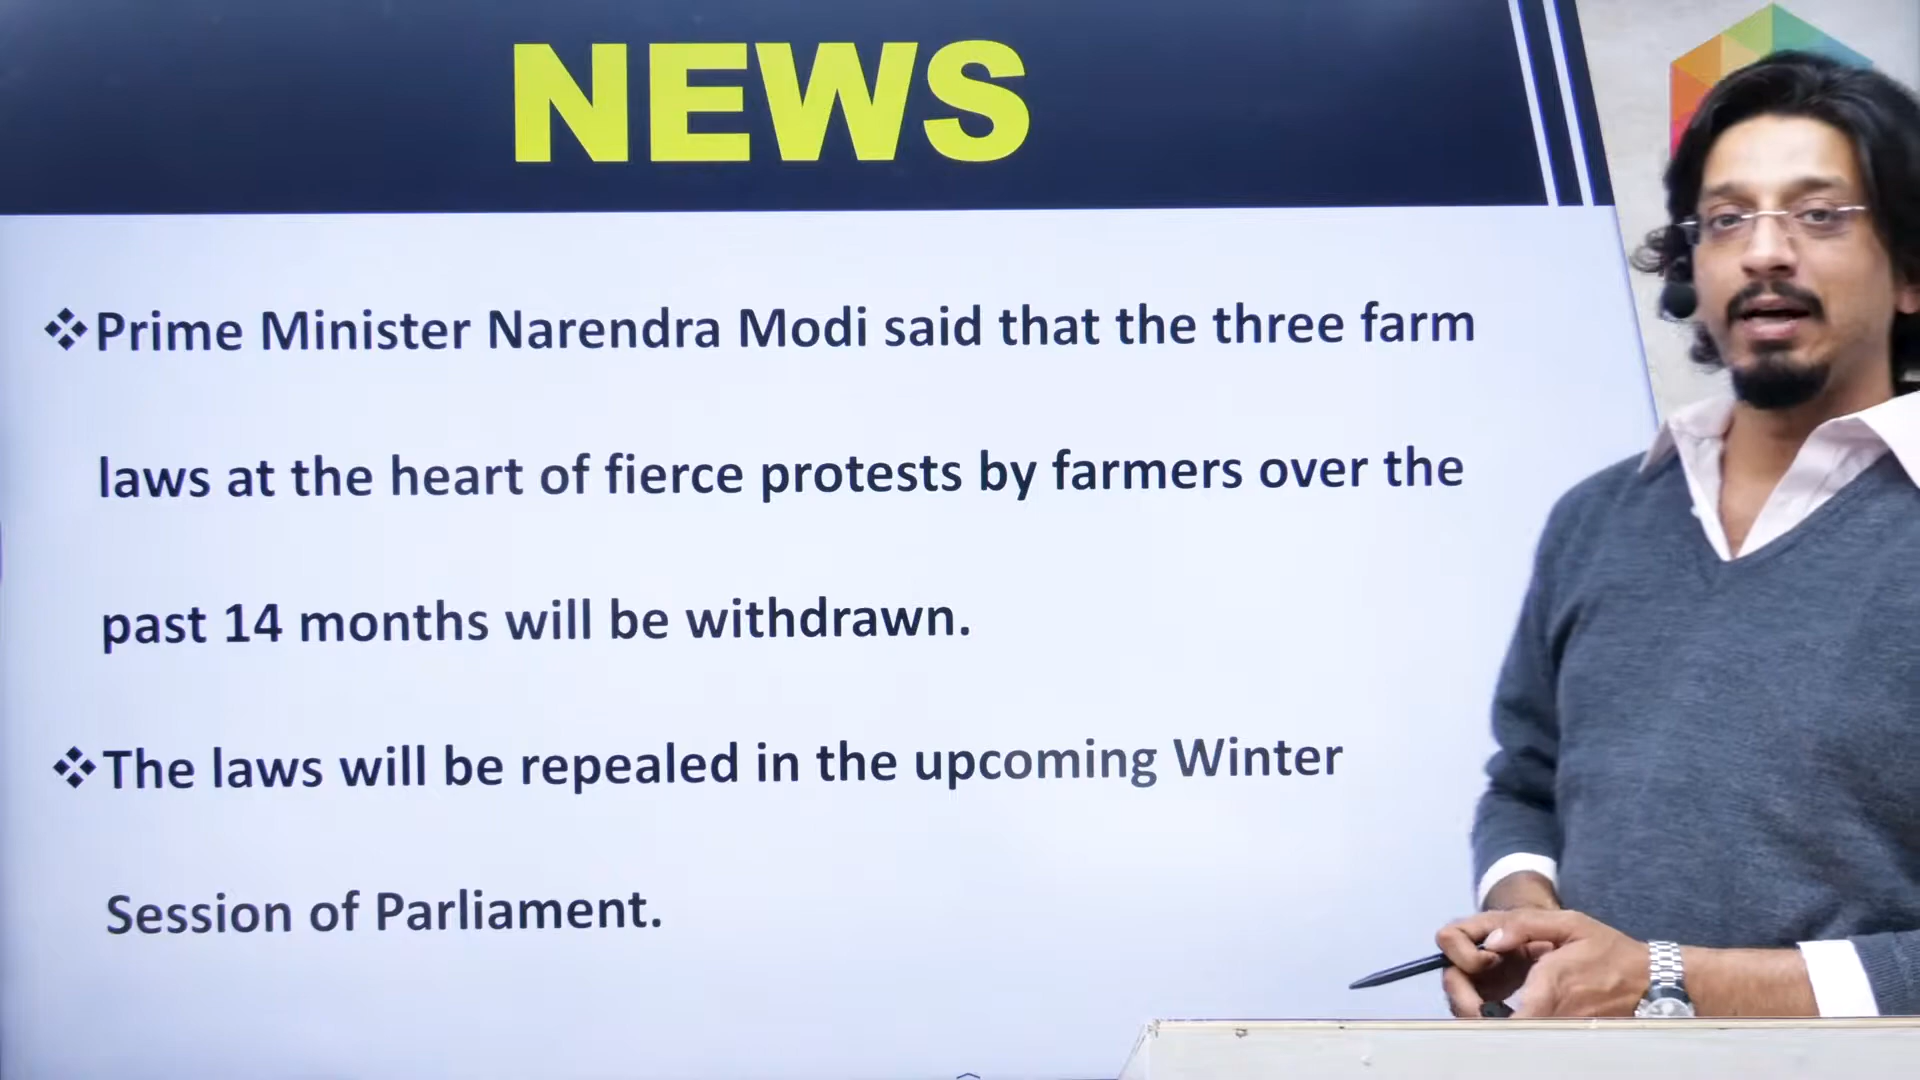 NEWS
❖Prime Minister Narendra Modi said that the three farm
laws at the heart of fierce protests by farmers over the
past 14 months will be withdrawn.
❖The laws will be repealed in the upcoming Winter
Session of Parliament.